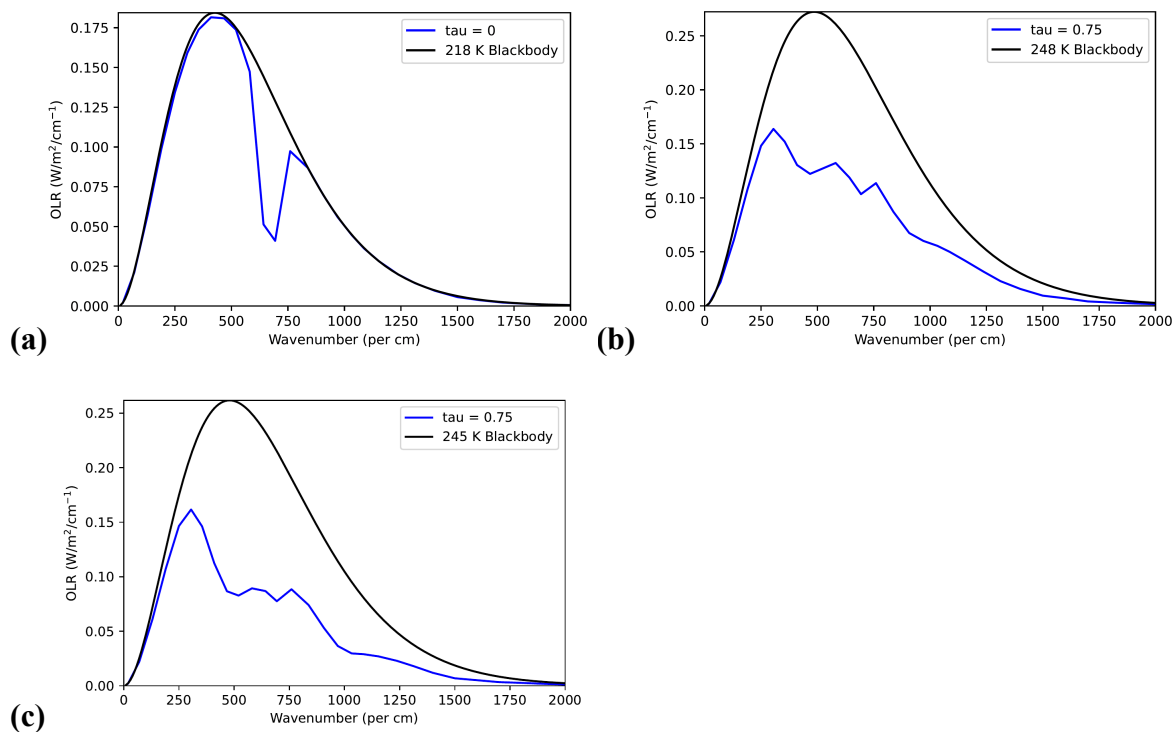 tau = 0
218 K Blackbody
OLR (W/m²/cm⁻¹)
0.175
0.150
0.125
0.100
0.075
0.050
0.025
0.000
0 250 500 750 1000 1250 1500 1750 2000
Wavenumber (per cm)
(a)
tau = 0.75
248 K Blackbody
OLR (W/m²/cm⁻¹)
0.25
0.20
0.15
0.10
0.05
0.00
0 250 500 750 1000 1250 1500 1750 2000
Wavenumber (per cm)
(b)
tau = 0.75
245 K Blackbody
OLR (W/m²/cm⁻¹)
0.25
0.20
0.15
0.10
0.05
0.00
0 250 500 750 1000 1250 1500 1750 2000
Wavenumber (per cm)
(c)